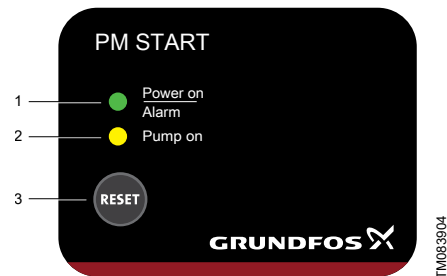 PM START
1
Power on
Alarm
2
Pump on
3
RESET
GRUNDFOS
TM083904